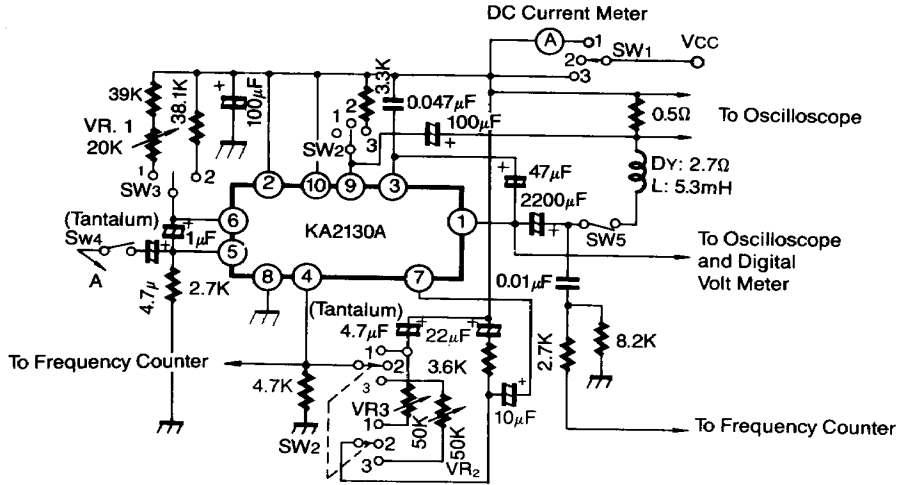 DC Current Meter
A
1
2
3
SW1
VCC
39K
38.1K
+
100μF
3.3K
0.047μF
100μF
+
0.5Ω
To Oscilloscope
VR. 1
20K
1
2
SW2
3
1
SW3
2
+
47μF
DY: 2.7Ω
L: 5.3mH
2
10
9
3
(Tantalum)
+
6
1μF
KA2130A
1
2200μF
+
SW5
SW4
+
5
A
To Oscilloscope
and Digital
Volt Meter
4.7μ
2.7K
8
4
7
0.01μF
(Tantalum)
4.7μF
+
22μF
+
2.7K
8.2K
To Frequency Counter
1
2
3.6K
4.7K
3
VR3
50K
50K
+
10μF
1
SW2
2
3
VR2
To Frequency Counter